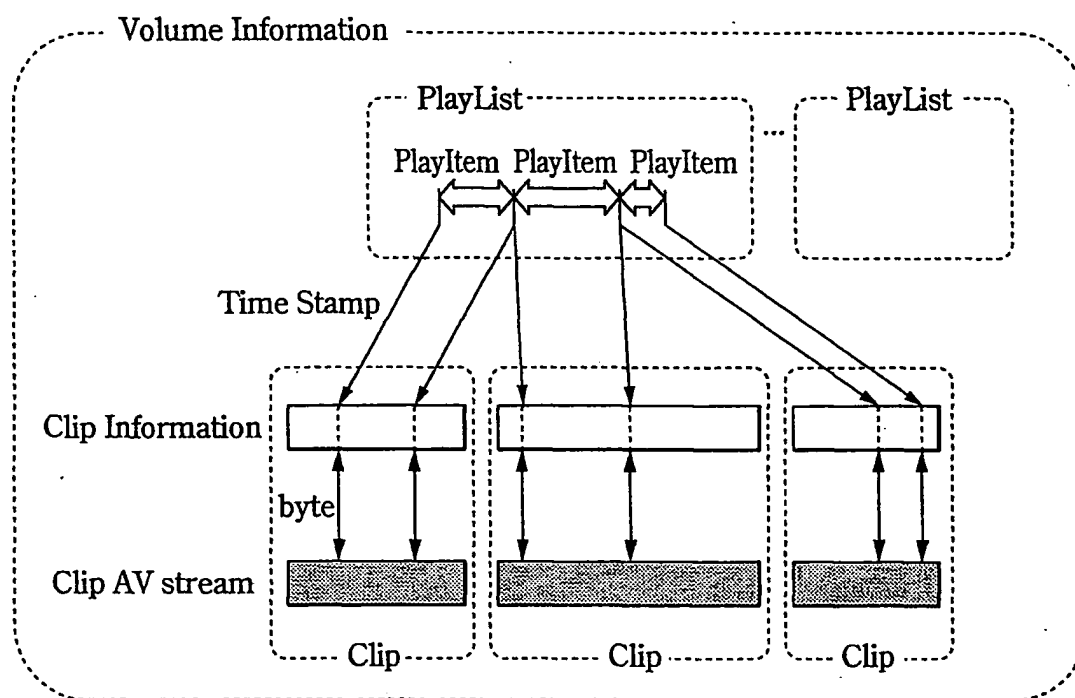 Volume Information
PlayList
PlayList
...
PlayItem PlayItem PlayItem
Time Stamp
Clip Information
byte
Clip AV stream
Clip
Clip
Clip